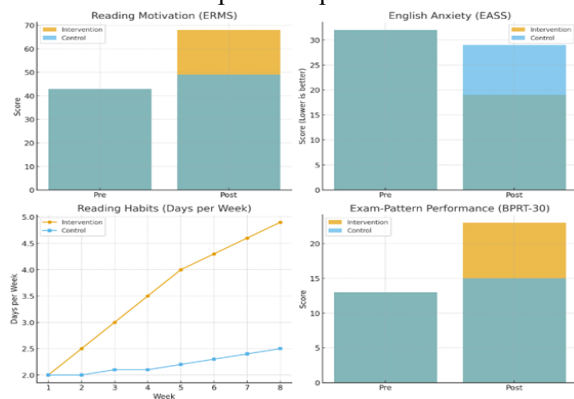 Reading Motivation (ERMS)
Score
70
60
50
40
30
20
10
0
Intervention
Control
Pre
Post
English Anxiety (EASS)
Score (Lower is better)
30
25
20
15
10
5
0
Intervention
Control
Pre
Post
Reading Habits (Days per Week)
Days per Week
5.0
4.5
4.0
3.5
3.0
2.5
2.0
Intervention
Control
1 2 3 4 5 6 7 8
Week
Exam-Pattern Performance (BPRT-30)
Score
20
15
10
5
0
Intervention
Control
Pre
Post